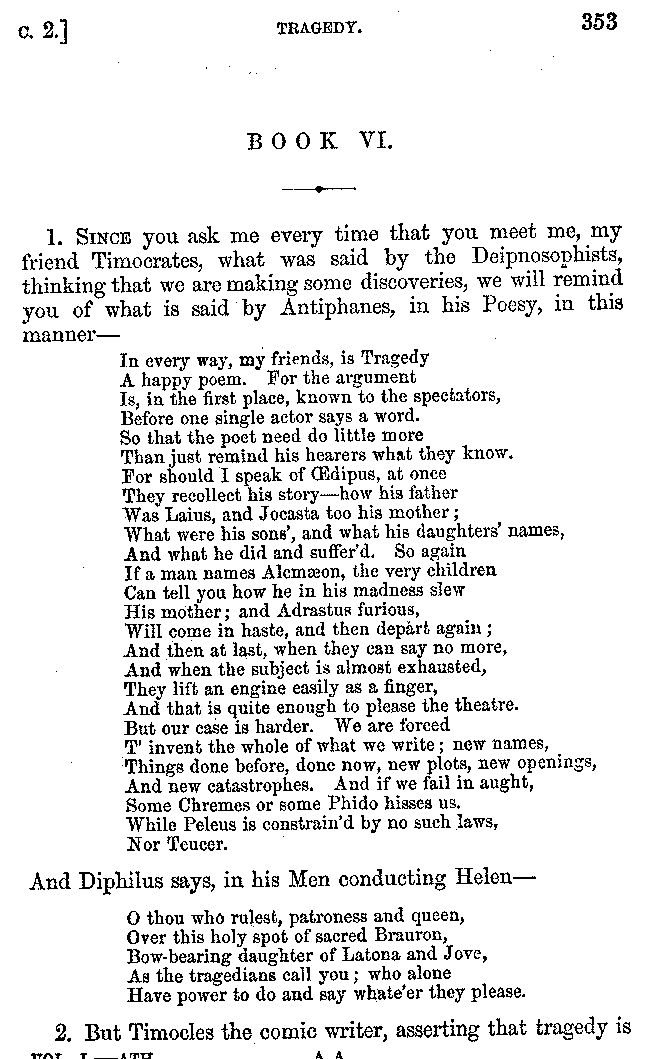 c. 2.] TRAGEDY. 353
BOOK VI.
1. SINCE you ask me every time that you meet me, my
friend Timocrates, what was said by the Deipnosophists,
thinking that we are making some discoveries, we will remind
you of what is said by Antiphanes, in his Poesy, in this
manner—
In every way, my friends, is Tragedy
A happy poem. For the argument
Is, in the first place, known to the spectators,
Before one single actor says a word.
So that the poet need do little more
Than just remind his hearers what they know.
For should I speak of Œdipus, at once
They recollect his story—how his father
Was Laius, and Jocasta too his mother;
What were his sons', and what his daughters' names,
And what he did and suffer'd. So again
If a man names Alcmæon, the very children
Can tell you how he in his madness slew
His mother; and Adrastus furious,
Will come in haste, and then depart again;
And then at last, when they can say no more,
And when the subject is almost exhausted,
They lift an engine easily as a finger,
And that is quite enough to please the theatre.
But our case is harder. We are forced
T' invent the whole of what we write; new names,
Things done before, done now, new plots, new openings,
And new catastrophes. And if we fail in aught,
Some Chremes or some Phido hisses us.
While Peleus is constrain'd by no such laws,
Nor Teucer.
And Diphilus says, in his Men conducting Helen—
O thou who rulest, patroness and queen,
Over this holy spot of sacred Brauron,
Bow-bearing daughter of Latona and Jove,
As the tragedians call you; who alone
Have power to do and say whate'er they please.
2. But Timocles the comic writer, asserting that tragedy is
VOL. I.—ATH. A A